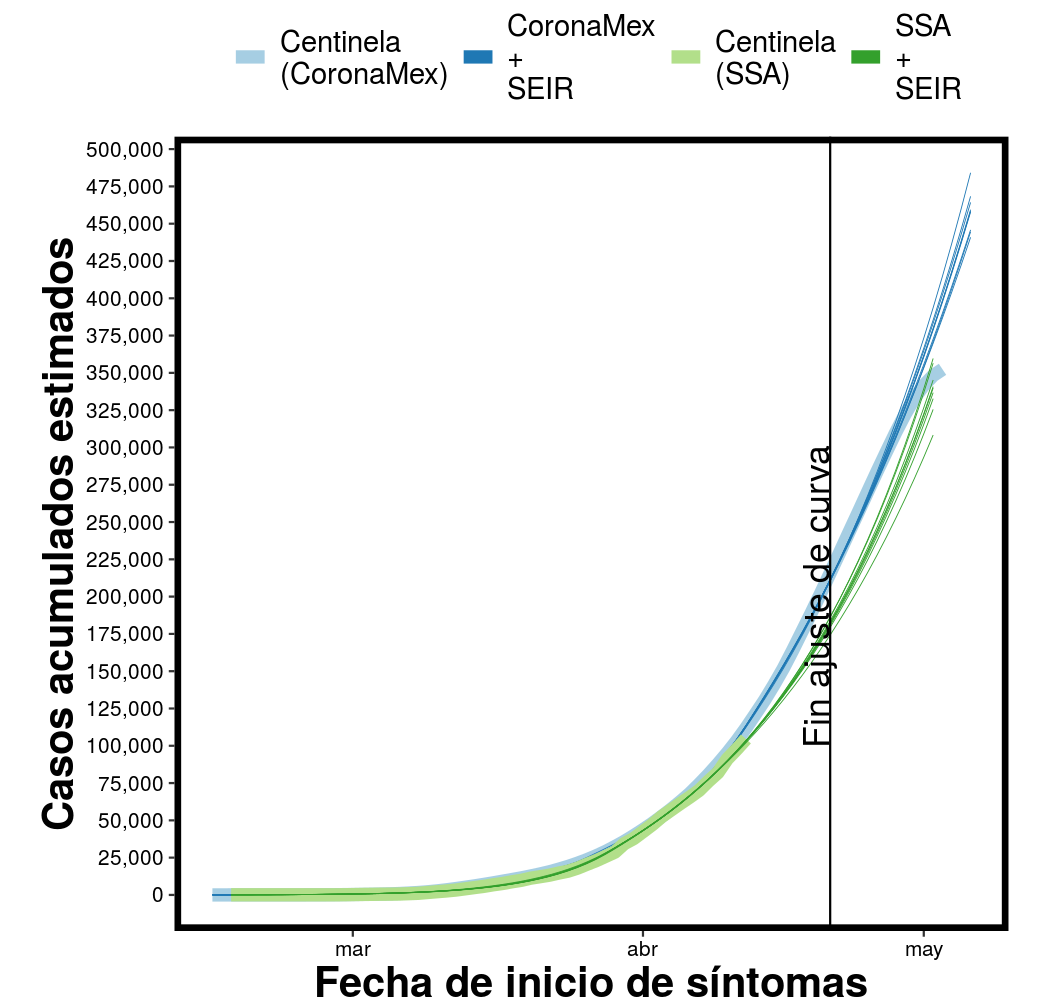 Centinela
(CoronaMex)
CoronaMex
+
SEIR
Centinela
(SSA)
SSA
+
SEIR
Casos acumulados estimados
500,000
475,000
450,000
425,000
400,000
375,000
350,000
325,000
300,000
275,000
250,000
225,000
200,000
175,000
150,000
125,000
100,000
75,000
50,000
25,000
0
Fin ajuste de curva
mar
abr
may
Fecha de inicio de síntomas